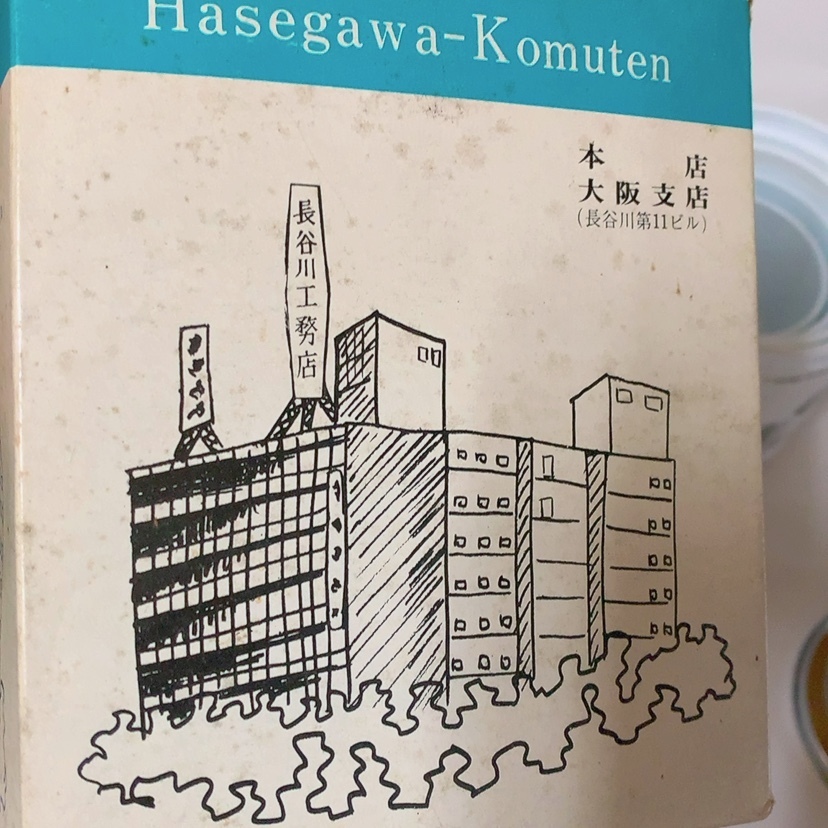 Hasegawa-Komuten
本店
大阪支店
(長谷川第11ビル)
長谷川工務店